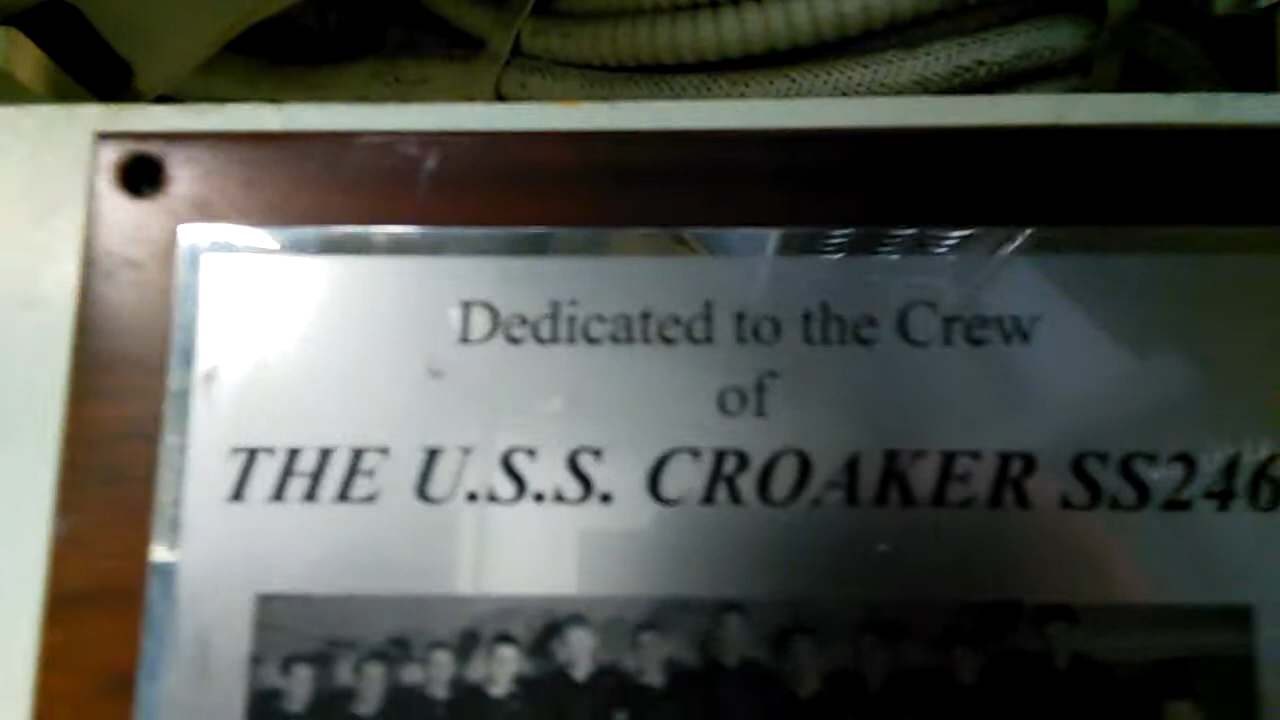 Dedicated to the Crew
of
THE U.S.S. CROAKER SS246